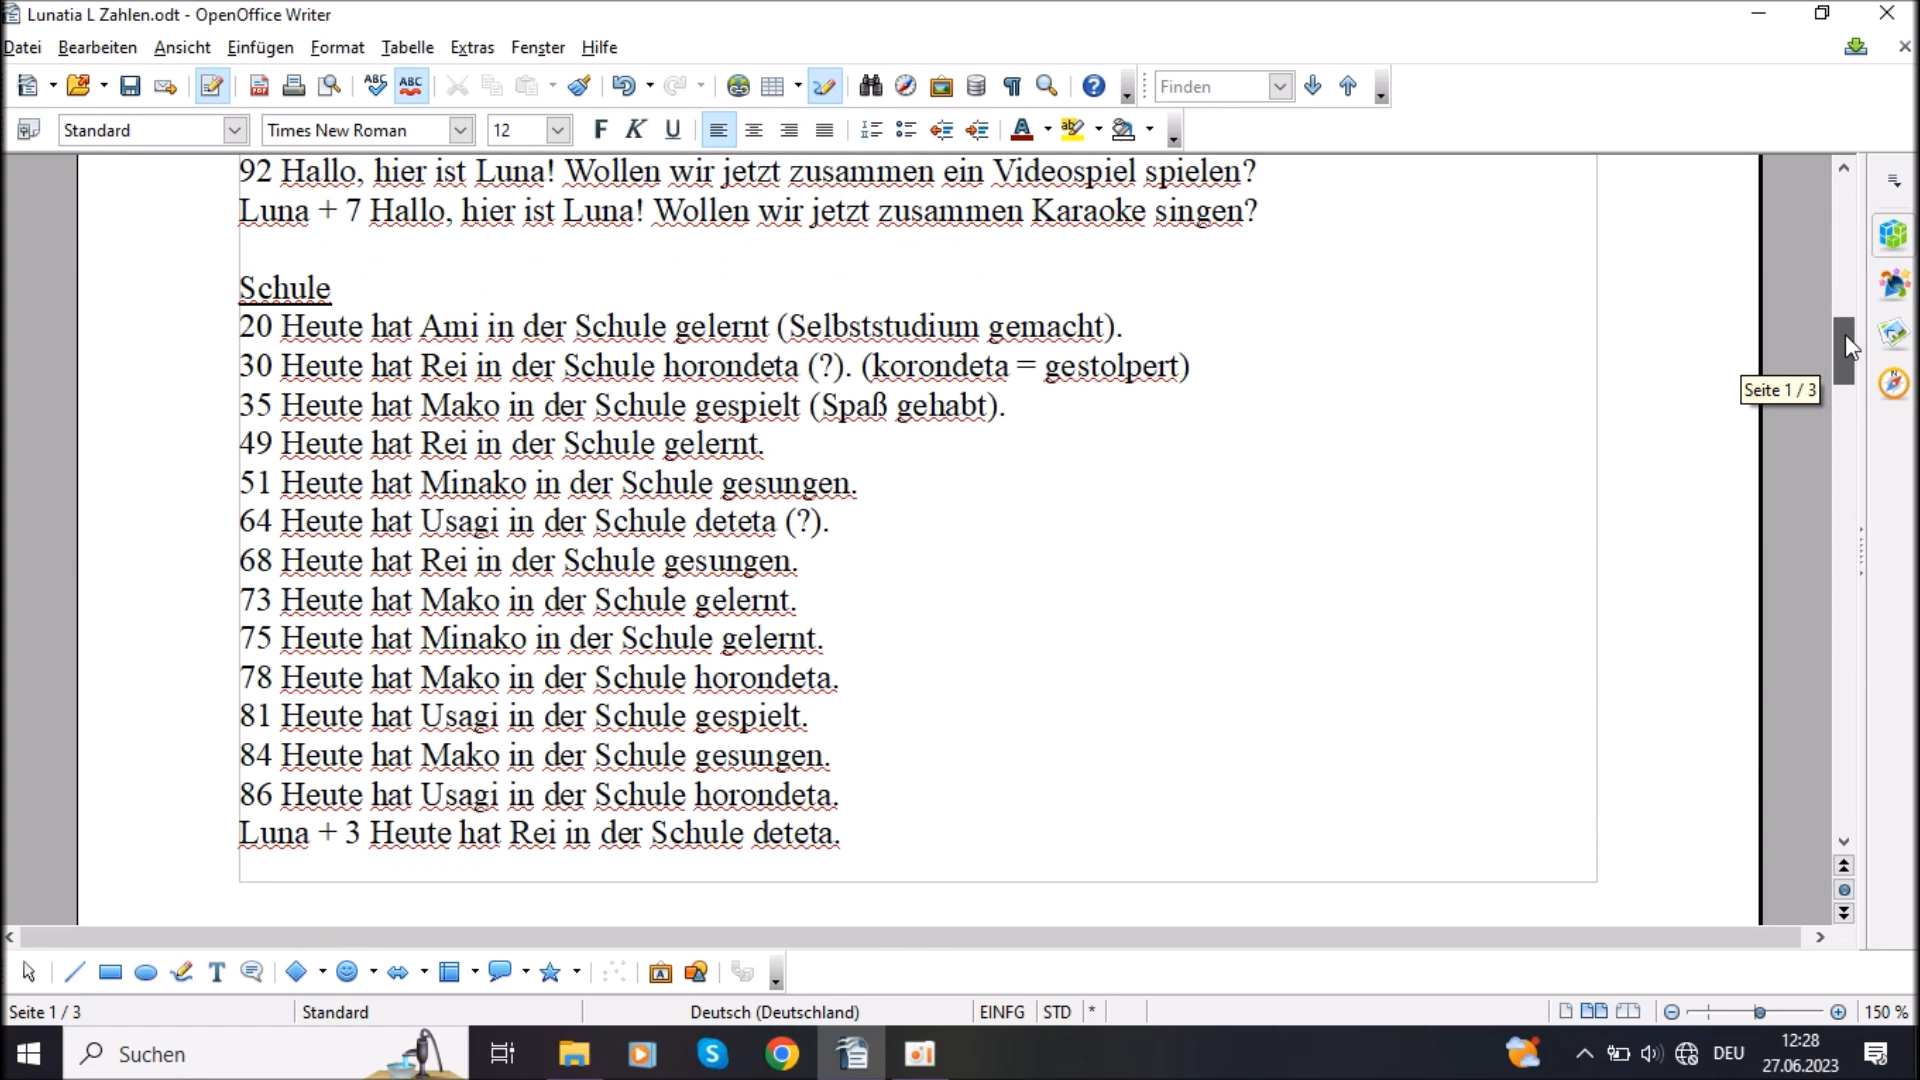 Lunatia L Zahlen.odt - OpenOffice Writer
Datei Bearbeiten Ansicht Einfügen Format Tabelle Extras Fenster Hilfe
Finden
Standard Times New Roman 12 F K U
92 Hallo, hier ist Luna! Wollen wir jetzt zusammen ein Videospiel spielen?
Luna + 7 Hallo, hier ist Luna! Wollen wir jetzt zusammen Karaoke singen?
Schule
20 Heute hat Ami in der Schule gelernt (Selbststudium gemacht).
30 Heute hat Rei in der Schule horondeta (?). (korondeta = gestolpert)
35 Heute hat Mako in der Schule gespielt (Spaß gehabt).
49 Heute hat Rei in der Schule gelernt.
51 Heute hat Minako in der Schule gesungen.
64 Heute hat Usagi in der Schule deteta (?).
68 Heute hat Rei in der Schule gesungen.
73 Heute hat Mako in der Schule gelernt.
75 Heute hat Minako in der Schule gelernt.
78 Heute hat Mako in der Schule horondeta.
81 Heute hat Usagi in der Schule gespielt.
84 Heute hat Mako in der Schule gesungen.
86 Heute hat Usagi in der Schule horondeta.
Luna + 3 Heute hat Rei in der Schule deteta.
Seite 1 / 3
Seite 1 / 3 Standard Deutsch (Deutschland) EINFG STD * 150 %
Suchen
DEU
12:28
27.06.2023